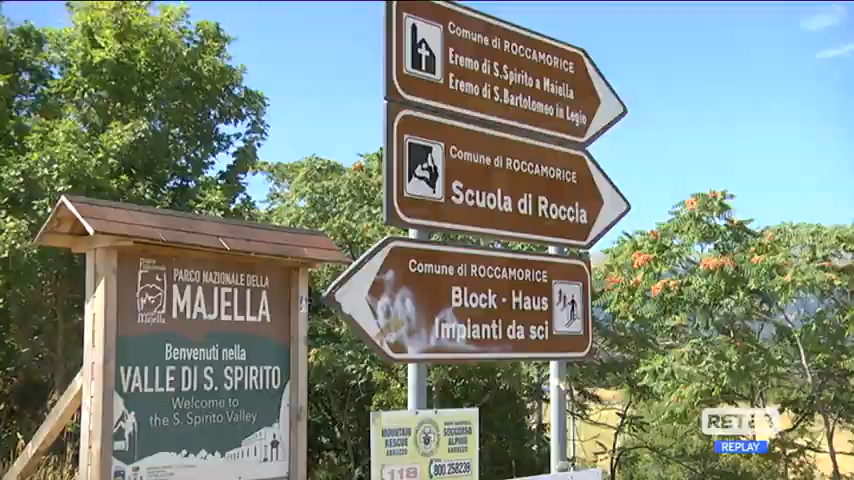 Comune di ROCCAMORICE
Eremo di S.Spirito a Maiella
Eremo di S.Bartolomeo in Legio
Comune di ROCCAMORICE
Scuola di Roccia
Comune di ROCCAMORICE
Block - Haus
Impianti da sci
PARCO NAZIONALE DELLA
MAJELLA
Benvenuti nella
VALLE DI S. SPIRITO
Welcome to
the S. Spirito Valley
MOUNTAIN
RESCUE
ABRUZZO
118
SOCCORSO
ALPINO
ABRUZZO
800 258239
RETE8
REPLAY